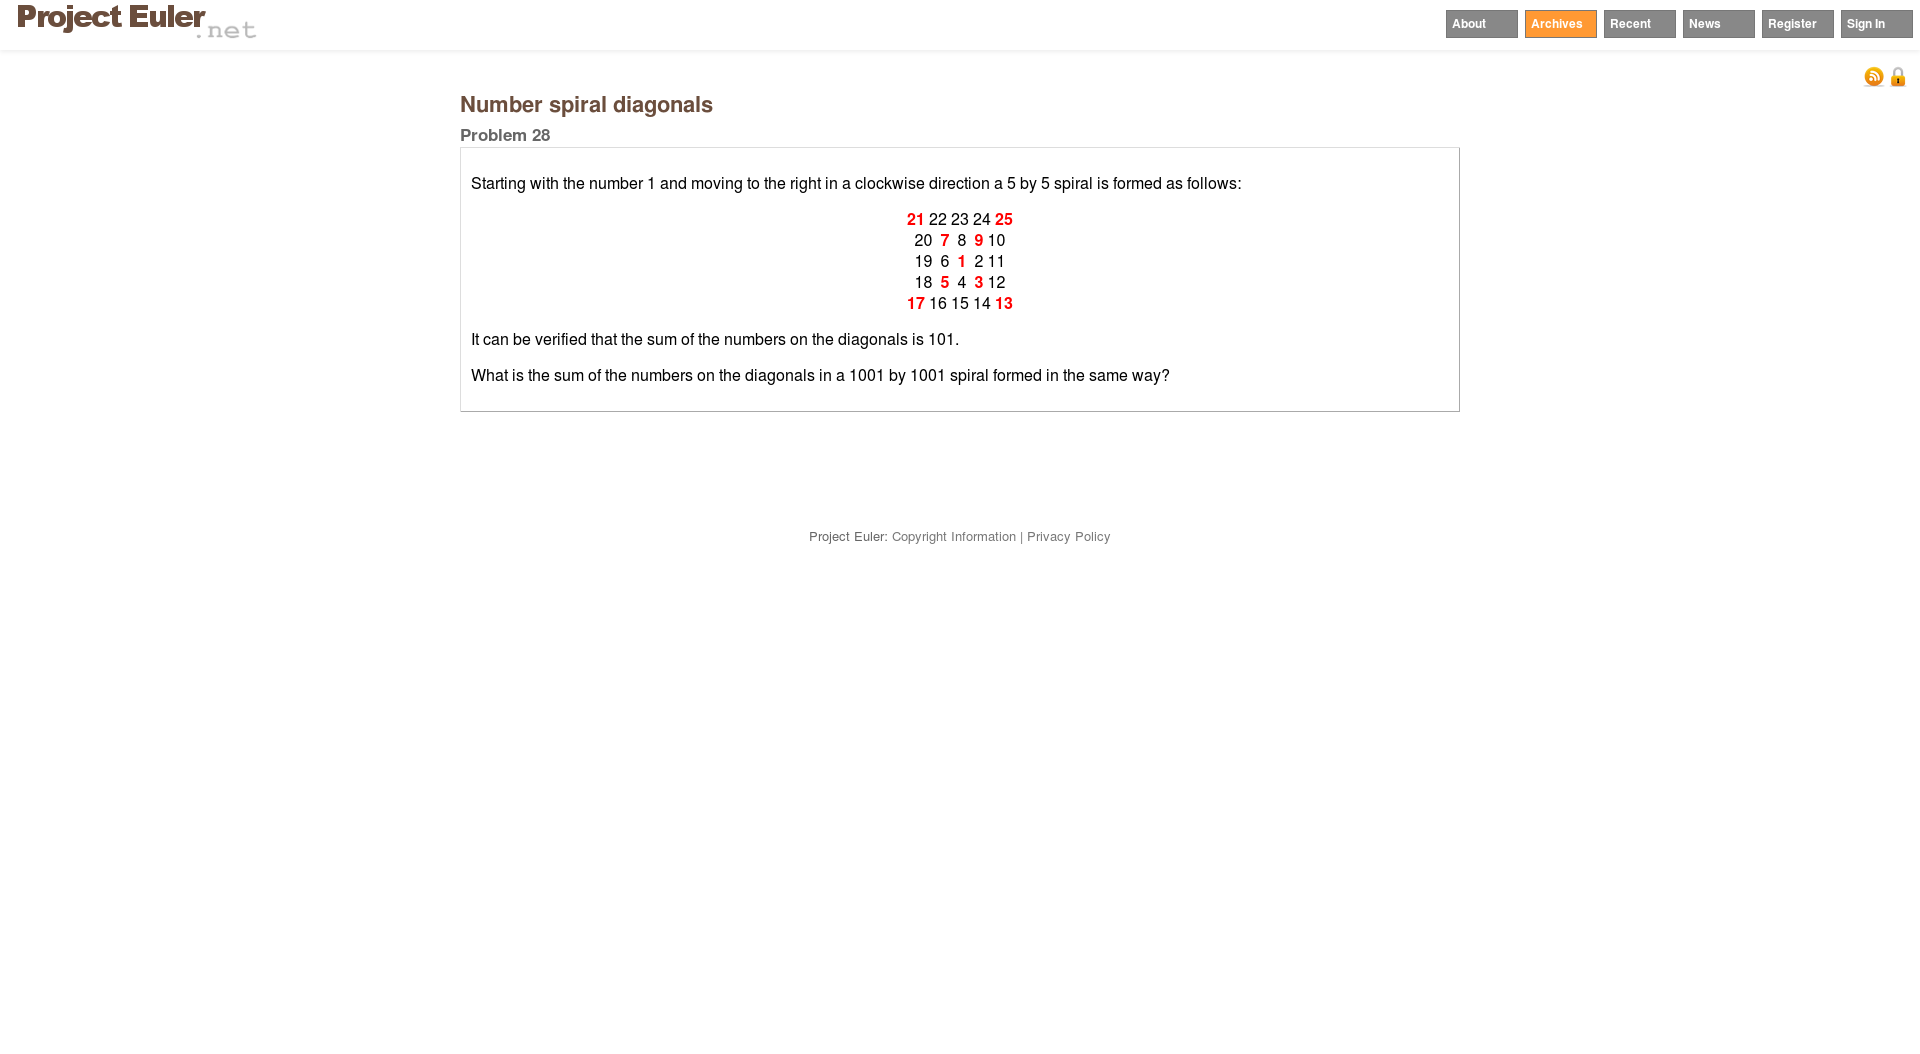 Project Euler.net
About Archives Recent News Register Sign In
Number spiral diagonals
Problem 28
Starting with the number 1 and moving to the right in a clockwise direction a 5 by 5 spiral is formed as follows:
21 22 23 24 25
20 7 8 9 10
19 6 1 2 11
18 5 4 3 12
17 16 15 14 13
It can be verified that the sum of the numbers on the diagonals is 101.
What is the sum of the numbers on the diagonals in a 1001 by 1001 spiral formed in the same way?
Project Euler: Copyright Information | Privacy Policy